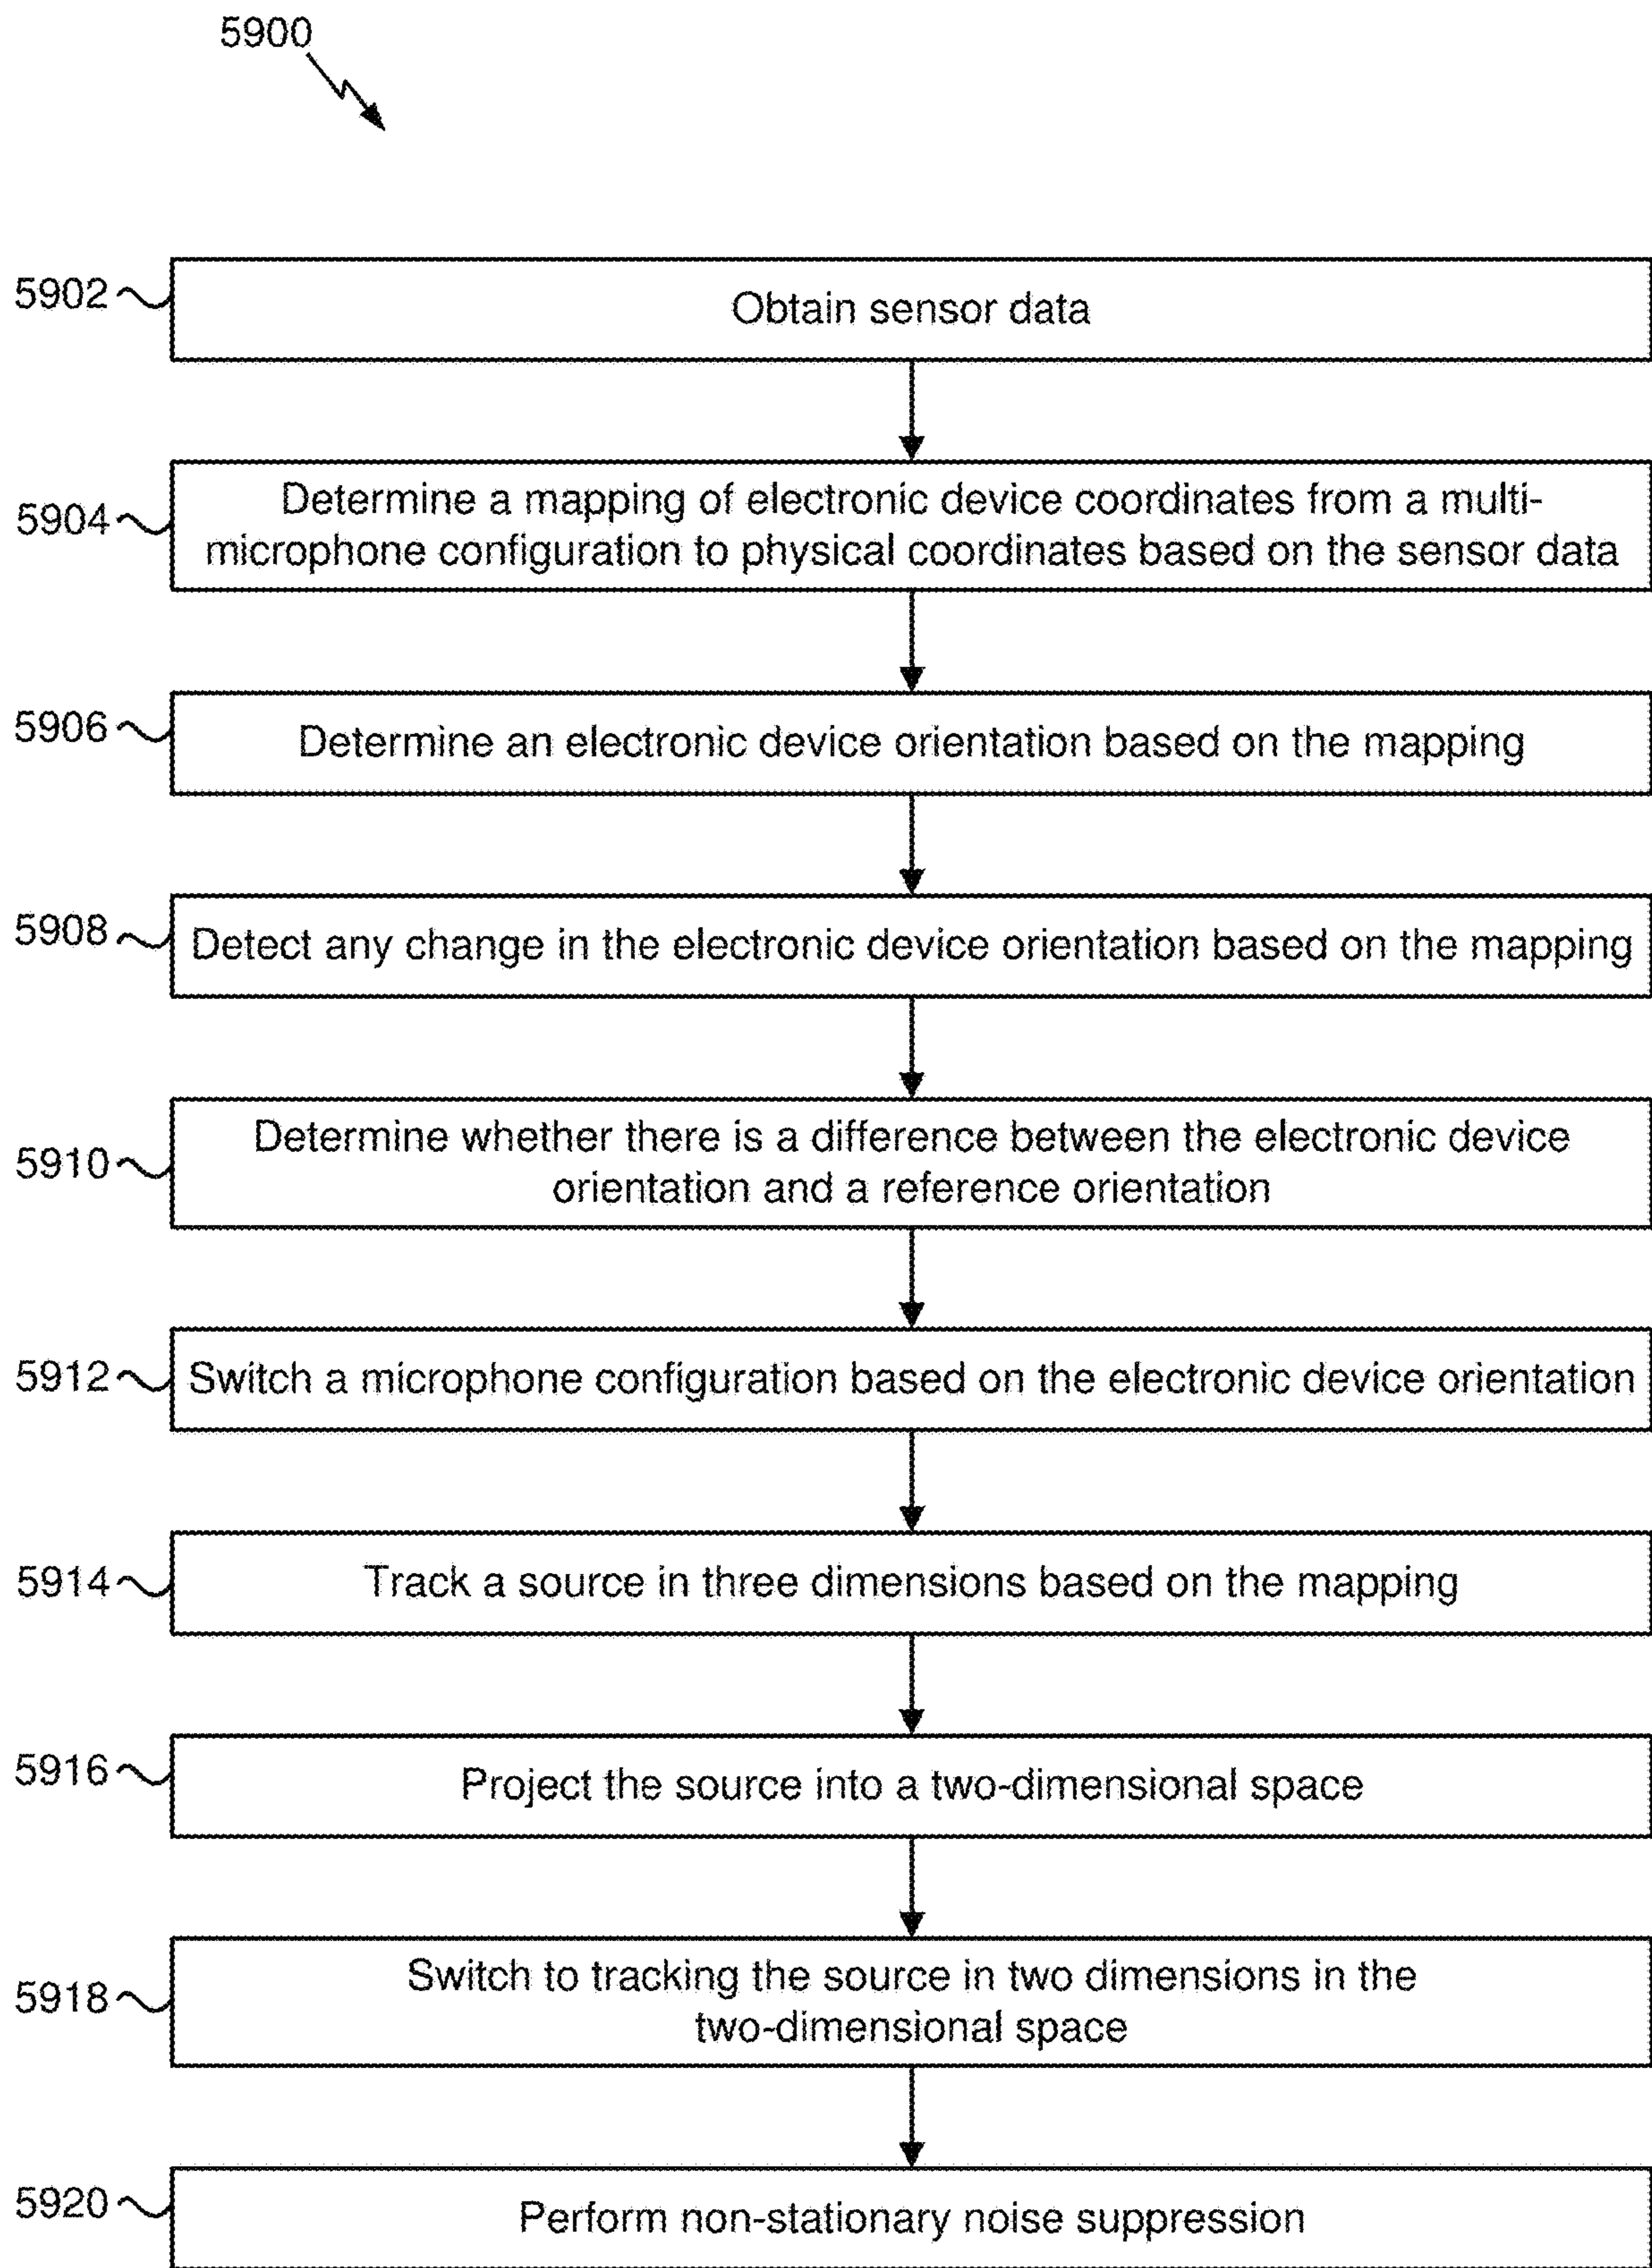 5900
5902
Obtain sensor data
5904
Determine a mapping of electronic device coordinates from a multi-
microphone configuration to physical coordinates based on the sensor data
5906
Determine an electronic device orientation based on the mapping
5908
Detect any change in the electronic device orientation based on the mapping
5910
Determine whether there is a difference between the electronic device
orientation and a reference orientation
5912
Switch a microphone configuration based on the electronic device orientation
5914
Track a source in three dimensions based on the mapping
5916
Project the source into a two-dimensional space
5918
Switch to tracking the source in two dimensions in the
two-dimensional space
5920
Perform non-stationary noise suppression